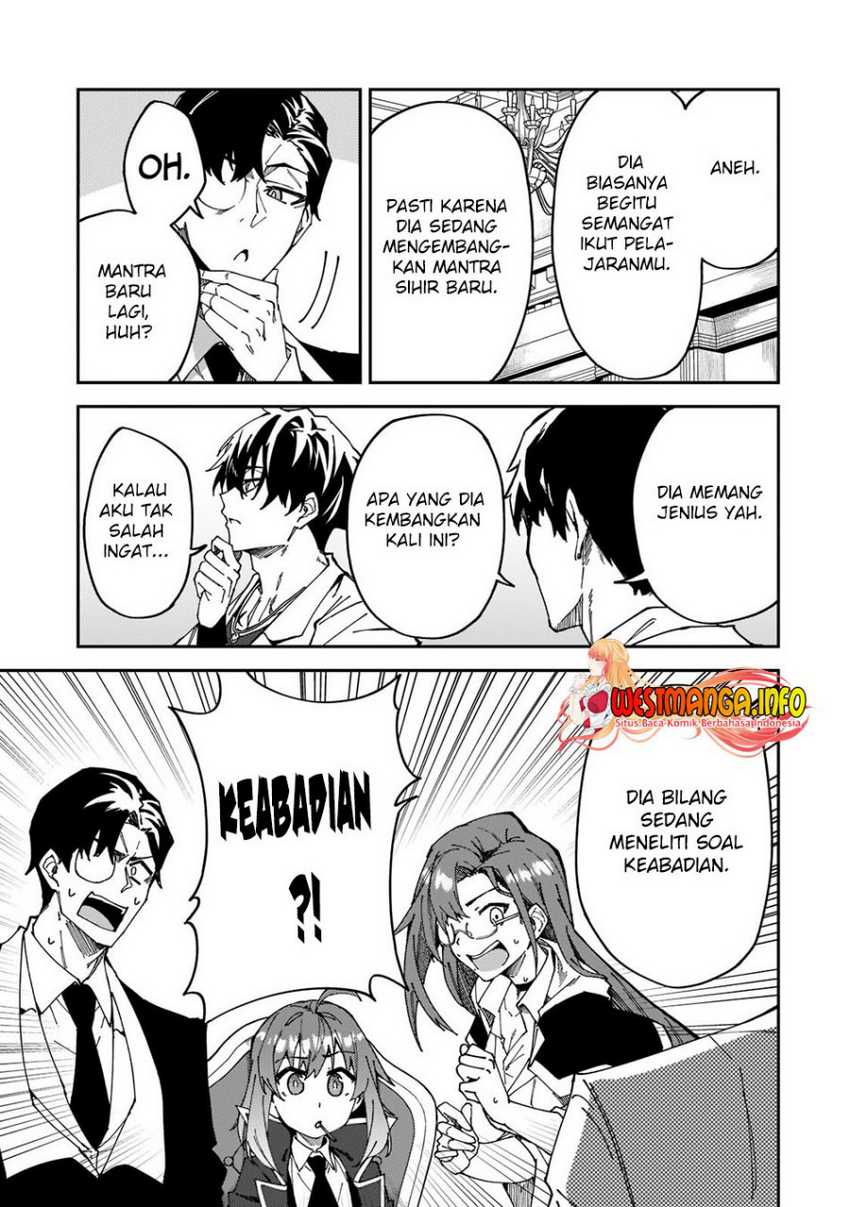 ANEH.
DIA
BIASANYA
BEGITU
SEMANGAT
IKUT PELA-
JARANMU.
PASTI KARENA
DIA SEDANG
MENGEMBANG-
KAN MANTRA
SIHIR BARU.
OH.
MANTRA
BARU
LAGI,
HUH?
DIA MEMANG
JENIUS YAH.
APA YANG DIA
KEMBANGKAN
KALI INI?
KALAU
AKU TAK
SALAH
INGAT...
WESTMANGA.INFO
Situs Baca Komik Berbahasa Indonesia
DIA BILANG
SEDANG
MENELITI SOAL
KEABADIAN.
KEABADIAN
?!